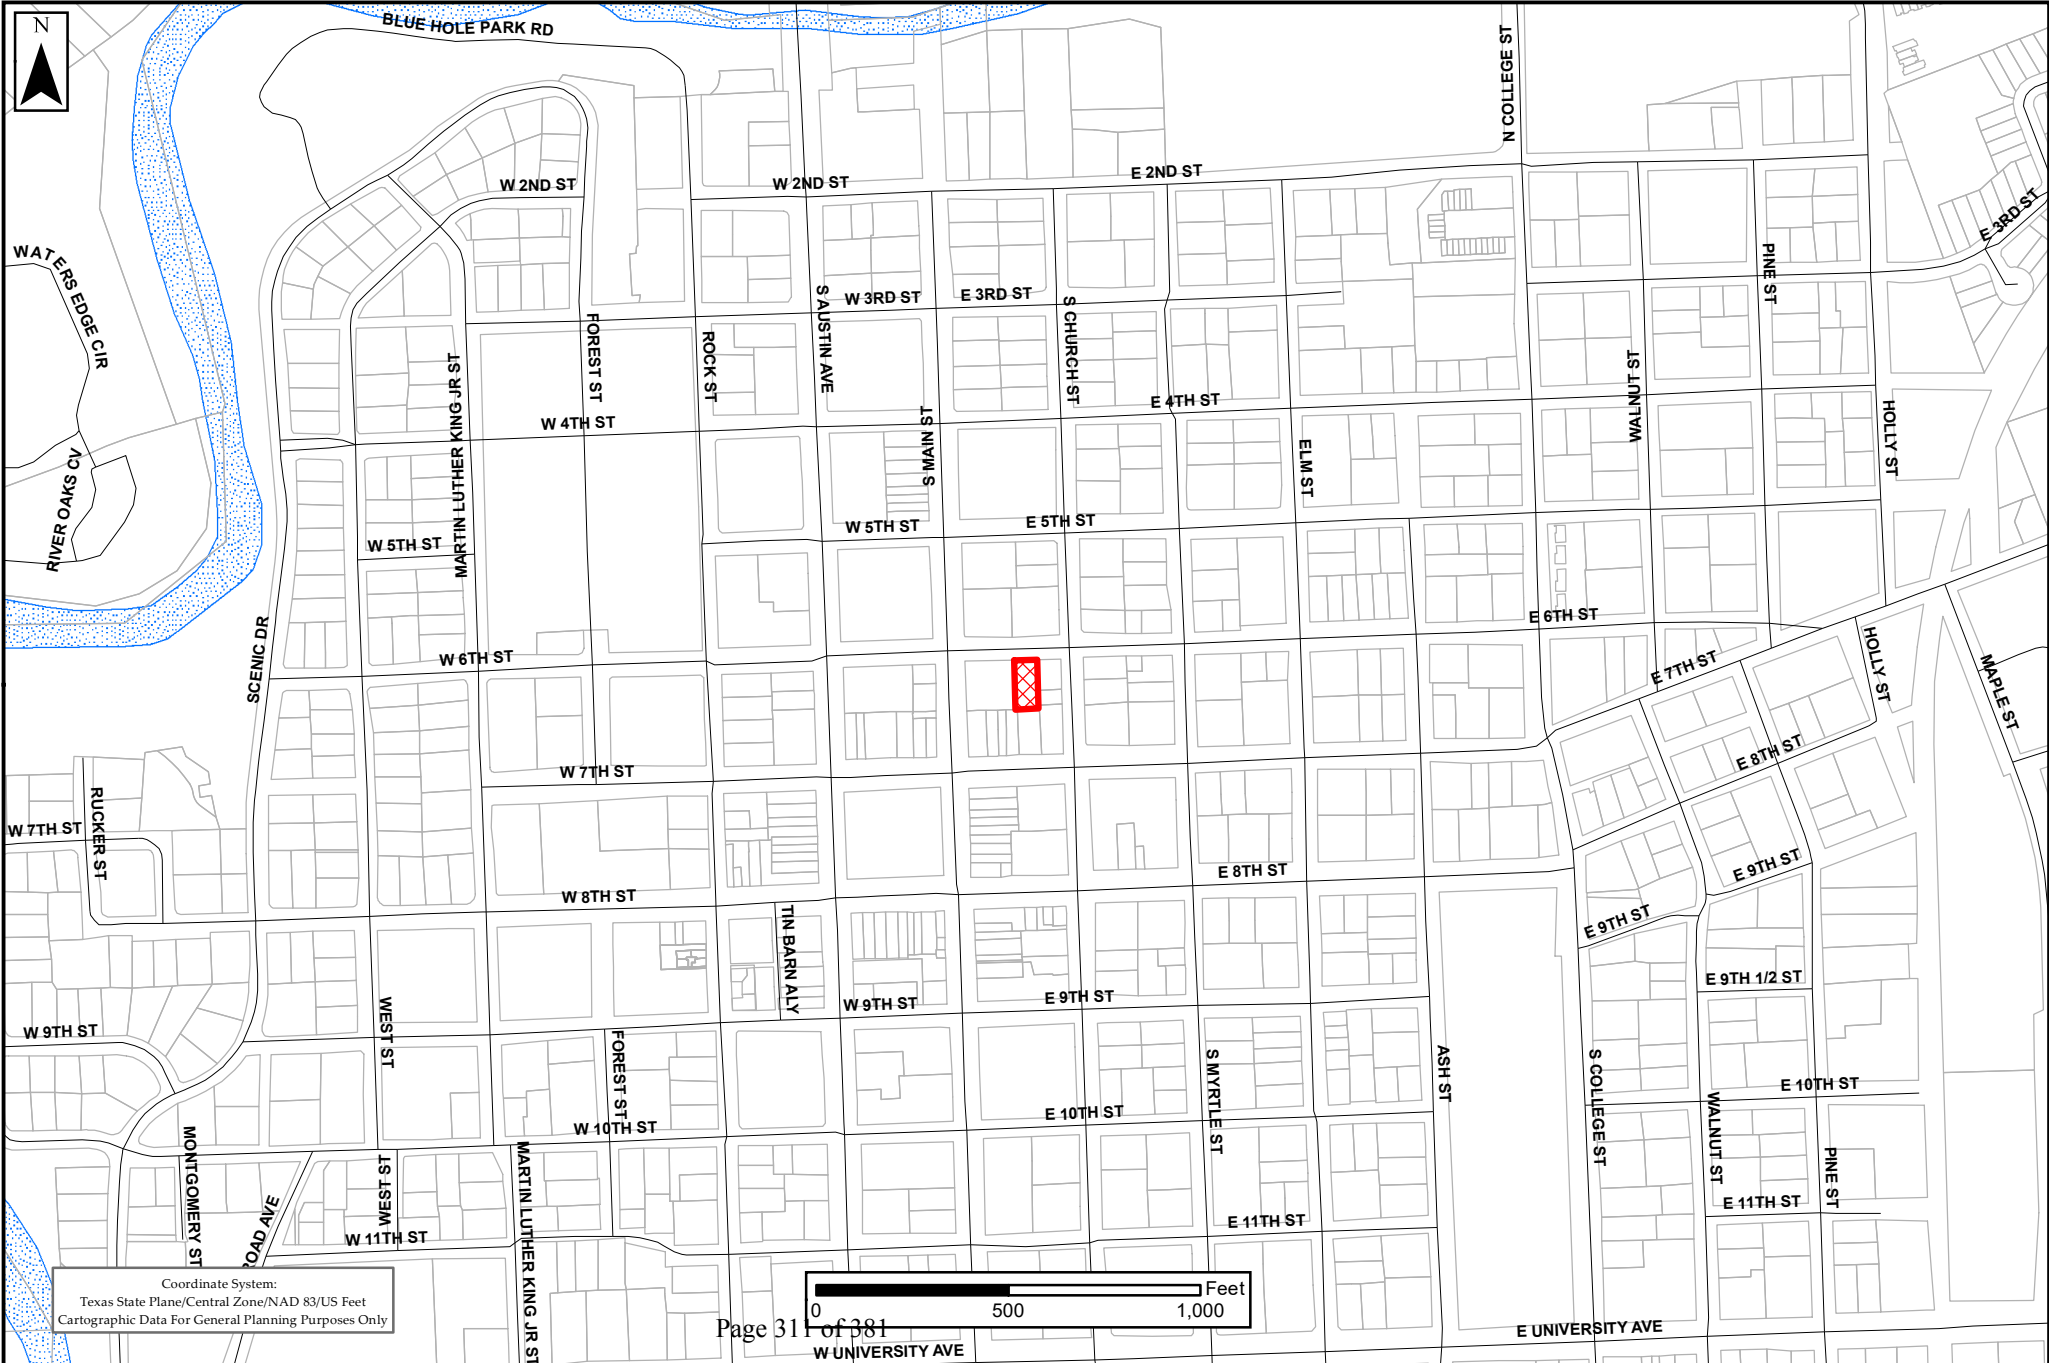 N
BLUE HOLE PARK RD
N COLLEGE ST
W 2ND ST
W 2ND ST
E 2ND ST
E 3RD ST
WATERS EDGE CIR
PINE ST
S AUSTIN AVE
W 3RD ST
E 3RD ST
S CHURCH ST
FOREST ST
ROCK ST
MARTIN LUTHER KING JR ST
WALNUT ST
E 4TH ST
W 4TH ST
S MAIN ST
HOLLY ST
ELM ST
RIVER OAKS CV
W 5TH ST
W 5TH ST
E 5TH ST
E 6TH ST
SCENIC DR
W 6TH ST
E 7TH ST
HOLLY ST
MAPLE ST
W 7TH ST
E 8TH ST
RUCKER ST
W 7TH ST
E 8TH ST
E 9TH ST
W 8TH ST
TIN BARN ALY
E 9TH ST
E 9TH 1/2 ST
W 9TH ST
E 9TH ST
WEST ST
W 9TH ST
FOREST ST
S MYRTLE ST
ASH ST
S COLLEGE ST
E 10TH ST
WALNUT ST
E 10TH ST
W 10TH ST
MONTGOMERY ST
WEST ST
MARTIN LUTHER KING JR ST
PINE ST
ROAD AVE
W 11TH ST
E 11TH ST
E 11TH ST
Coordinate System:
Texas State Plane/Central Zone/NAD 83/US Feet
Cartographic Data For General Planning Purposes Only
Feet
0 500 1,000
Page 311 of 381
E UNIVERSITY AVE
W UNIVERSITY AVE